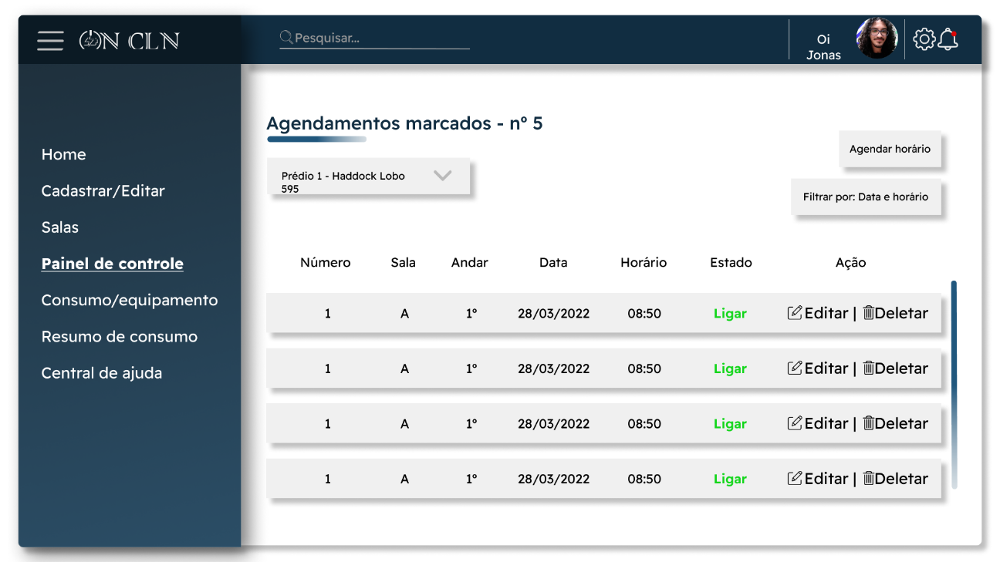 ON CLN
Pesquisar...
Oi
Jonas
Home
Cadastrar/Editar
Salas
Painel de controle
Consumo/equipamento
Resumo de consumo
Central de ajuda
Agendamentos marcados - nº 5
Prédio 1 - Haddock Lobo
595
Agendar horário
Filtrar por: Data e horário
Número Sala Andar Data Horário Estado Ação
1 A 1º 28/03/2022 08:50 Ligar Editar | Deletar
1 A 1º 28/03/2022 08:50 Ligar Editar | Deletar
1 A 1º 28/03/2022 08:50 Ligar Editar | Deletar
1 A 1º 28/03/2022 08:50 Ligar Editar | Deletar